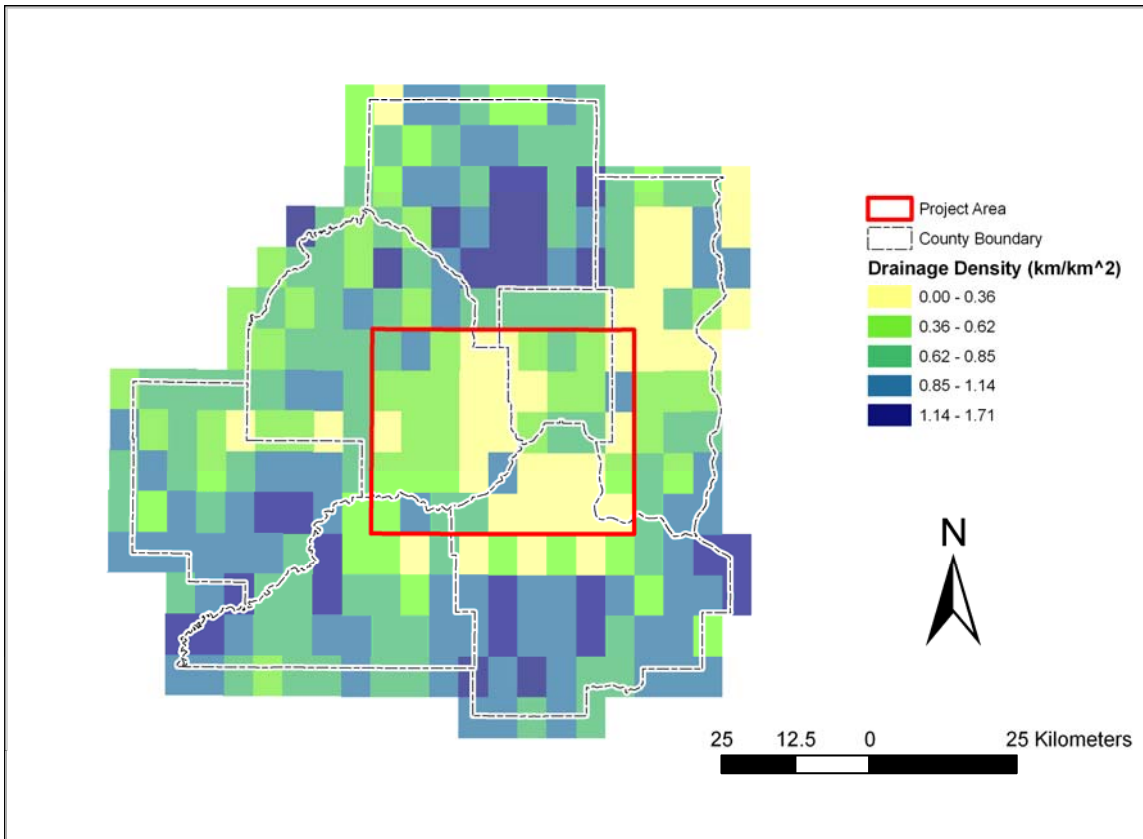 Project Area
County Boundary
Drainage Density (km/km^2)
0.00 - 0.36
0.36 - 0.62
0.62 - 0.85
0.85 - 1.14
1.14 - 1.71
N
25 12.5 0 25 Kilometers